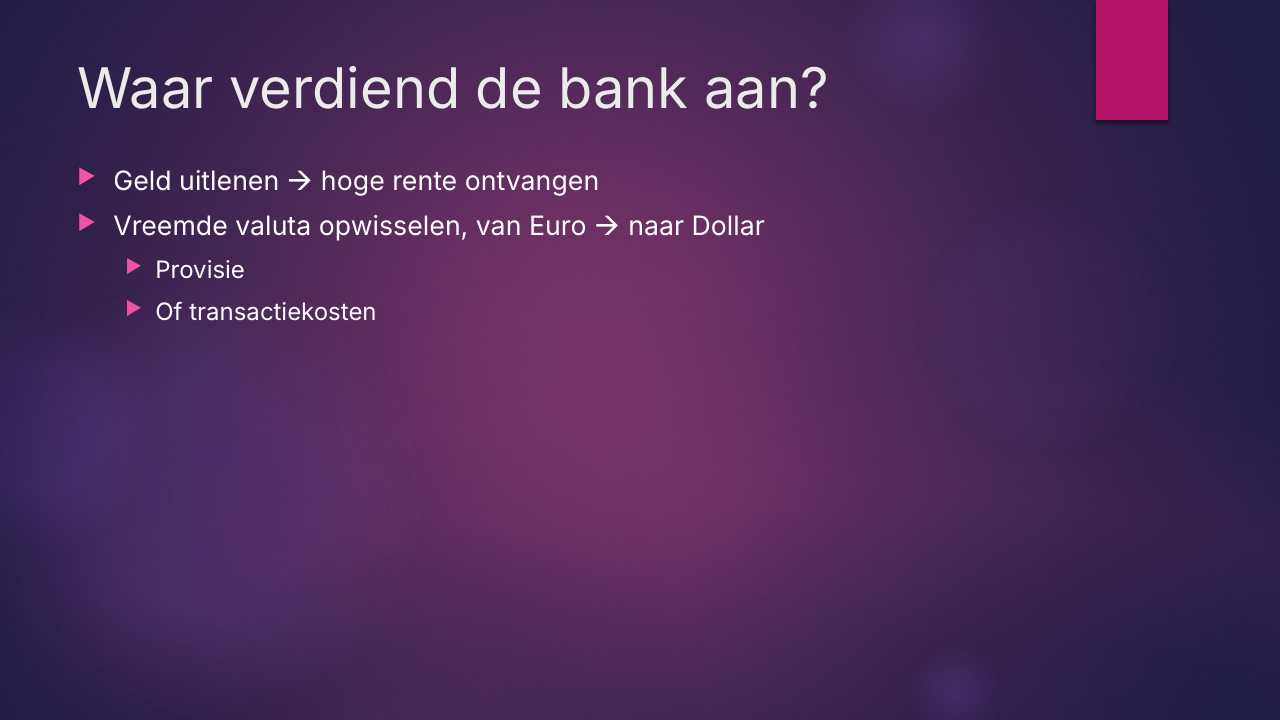 Waar verdiend de bank aan?
Geld uitlenen → hoge rente ontvangen
Vreemde valuta opwisselen, van Euro → naar Dollar
Provisie
Of transactiekosten